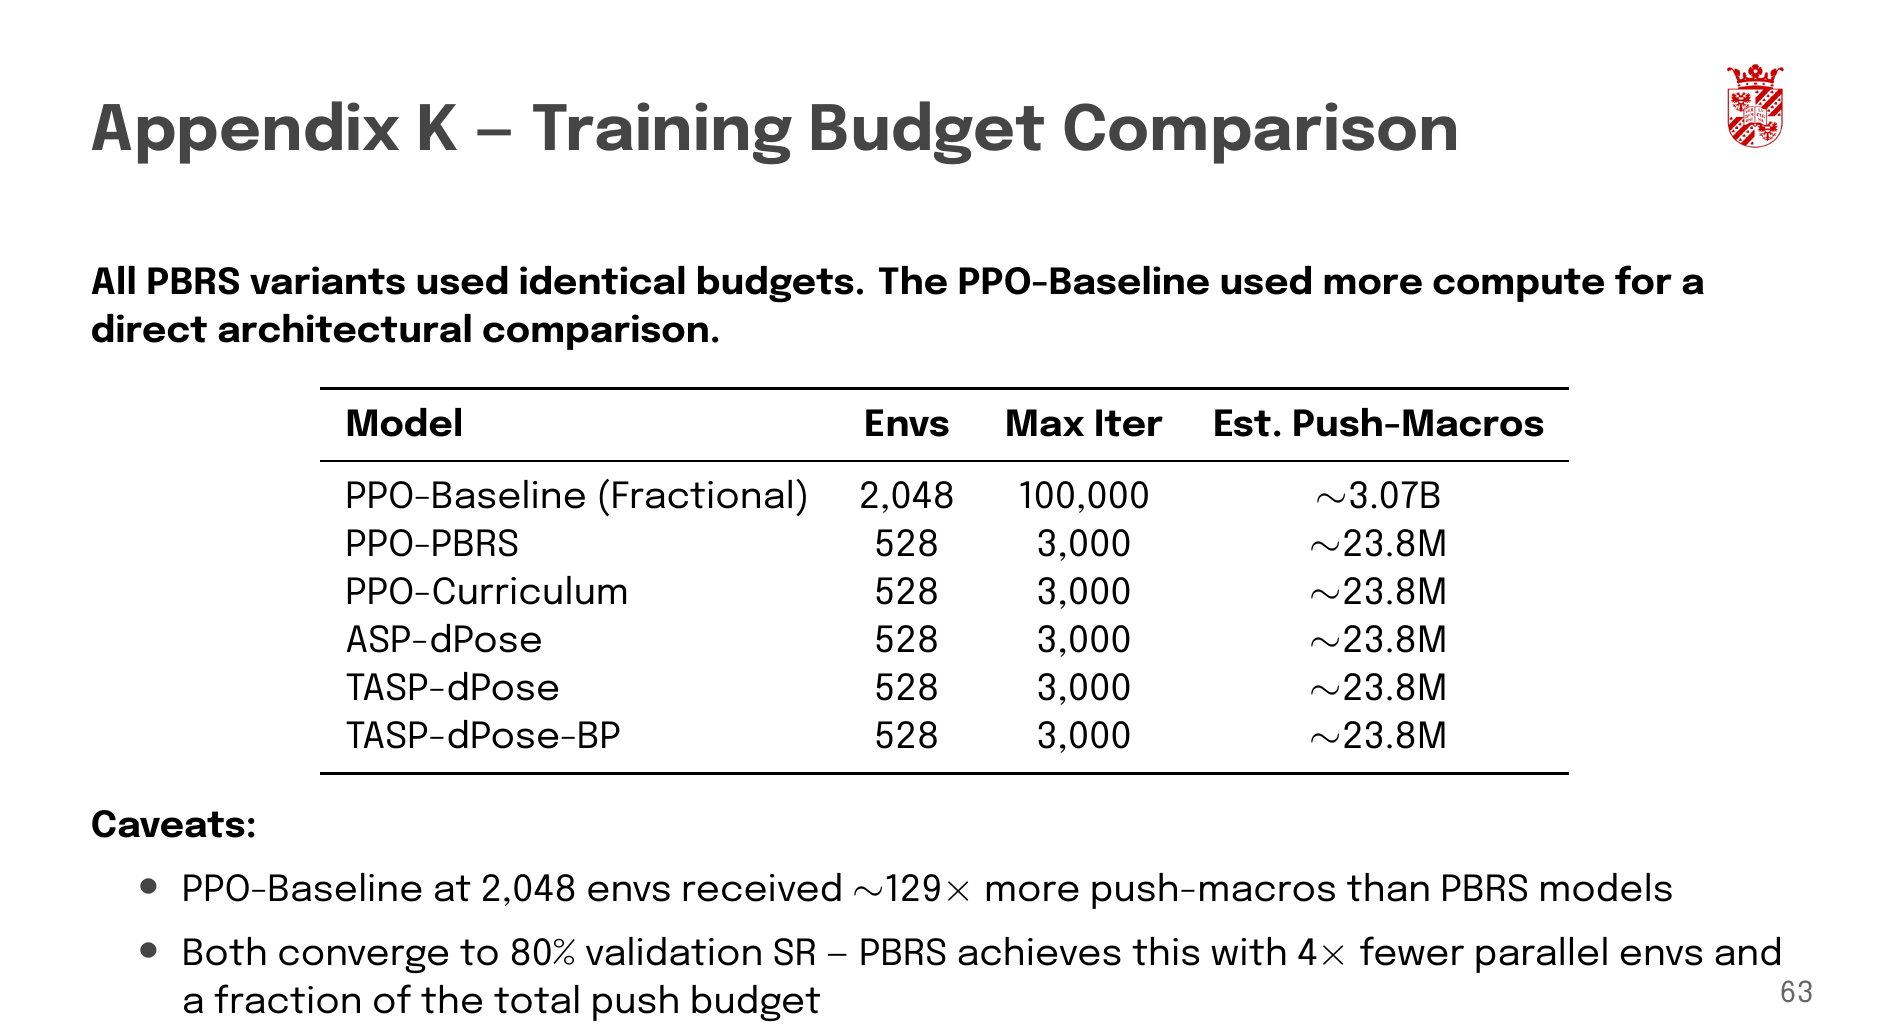 Appendix K – Training Budget Comparison
All PBRS variants used identical budgets. The PPO-Baseline used more compute for a
direct architectural comparison.
Model Envs Max Iter Est. Push-Macros
PPO-Baseline (Fractional) 2,048 100,000 ~3.07B
PPO-PBRS 528 3,000 ~23.8M
PPO-Curriculum 528 3,000 ~23.8M
ASP-dPose 528 3,000 ~23.8M
TASP-dPose 528 3,000 ~23.8M
TASP-dPose-BP 528 3,000 ~23.8M
Caveats:
• PPO-Baseline at 2,048 envs received ~129× more push-macros than PBRS models
• Both converge to 80% validation SR – PBRS achieves this with 4× fewer parallel envs and
a fraction of the total push budget
63